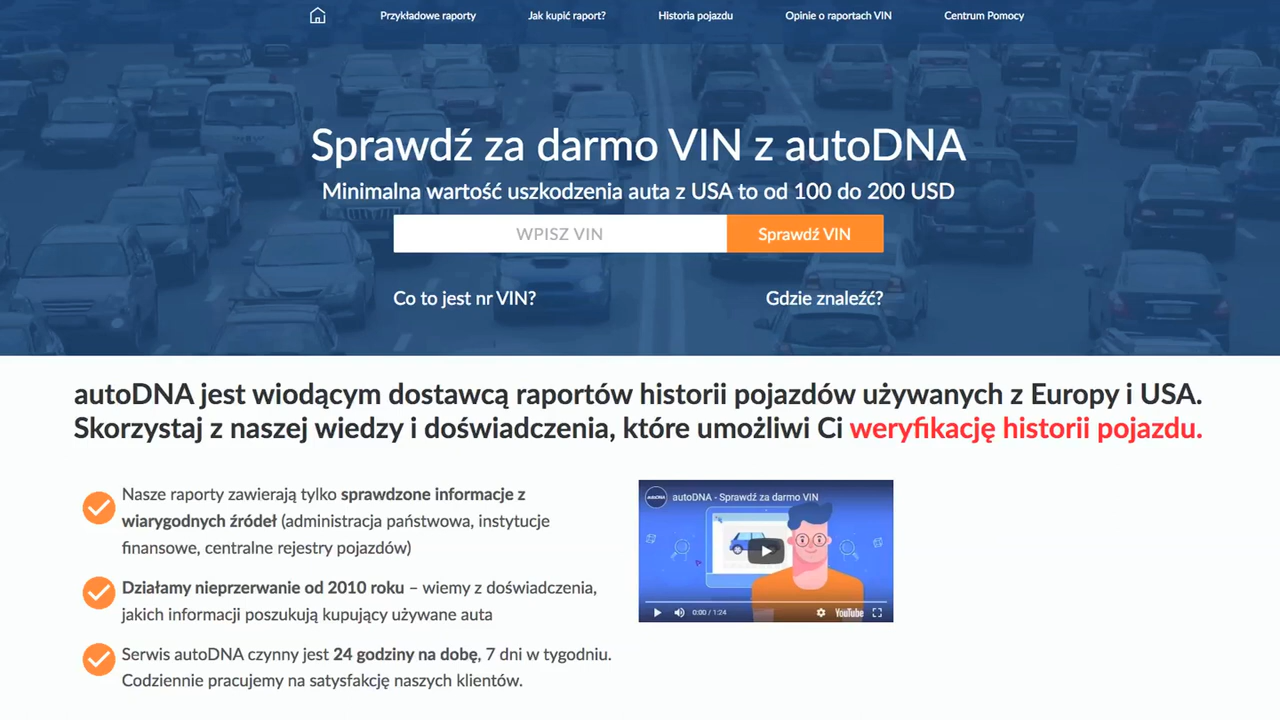 Przykładowe raporty Jak kupić raport? Historia pojazdu Opinie o raportach VIN Centrum Pomocy
Sprawdź za darmo VIN z autoDNA
Minimalna wartość uszkodzenia auta z USA to od 100 do 200 USD
WPISZ VIN Sprawdź VIN
Co to jest nr VIN? Gdzie znaleźć?
autoDNA jest wiodącym dostawcą raportów historii pojazdów używanych z Europy i USA.
Skorzystaj z naszej wiedzy i doświadczenia, które umożliwi Ci weryfikację historii pojazdu.
Nasze raporty zawierają tylko sprawdzone informacje z
wiarygodnych źródeł (administracja państwowa, instytucje
finansowe, centralne rejestry pojazdów)
Działamy nieprzerwanie od 2010 roku – wiemy z doświadczenia,
jakich informacji poszukują kupujący używane auta
Serwis autoDNA czynny jest 24 godziny na dobę, 7 dni w tygodniu.
Codziennie pracujemy na satysfakcję naszych klientów.
autoDNA autoDNA - Sprawdź za darmo VIN
0:00 / 1:24 YouTube